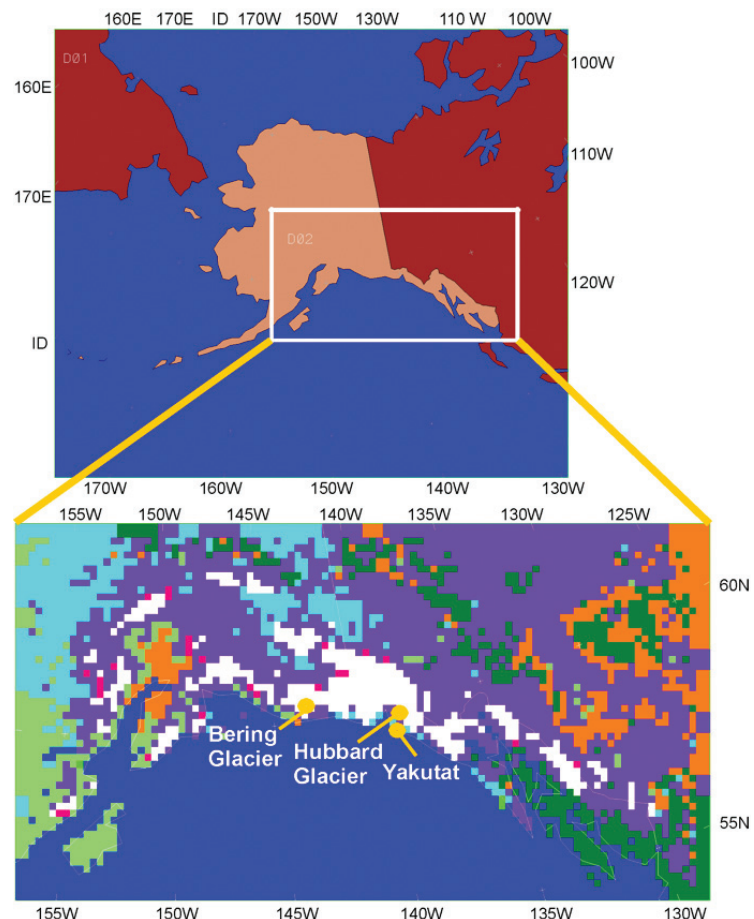 160E 170E ID 170W 150W 130W 110 W 100W
D01
100W
160E
110W
170E
D02
120W
ID
170W 160W 150W 140W 130W
155W 150W 145W 140W 135W 130W 125W
60N
Bering
Glacier
Hubbard
Glacier
Yakutat
55N
155W 150W 145W 140W 135W 130W